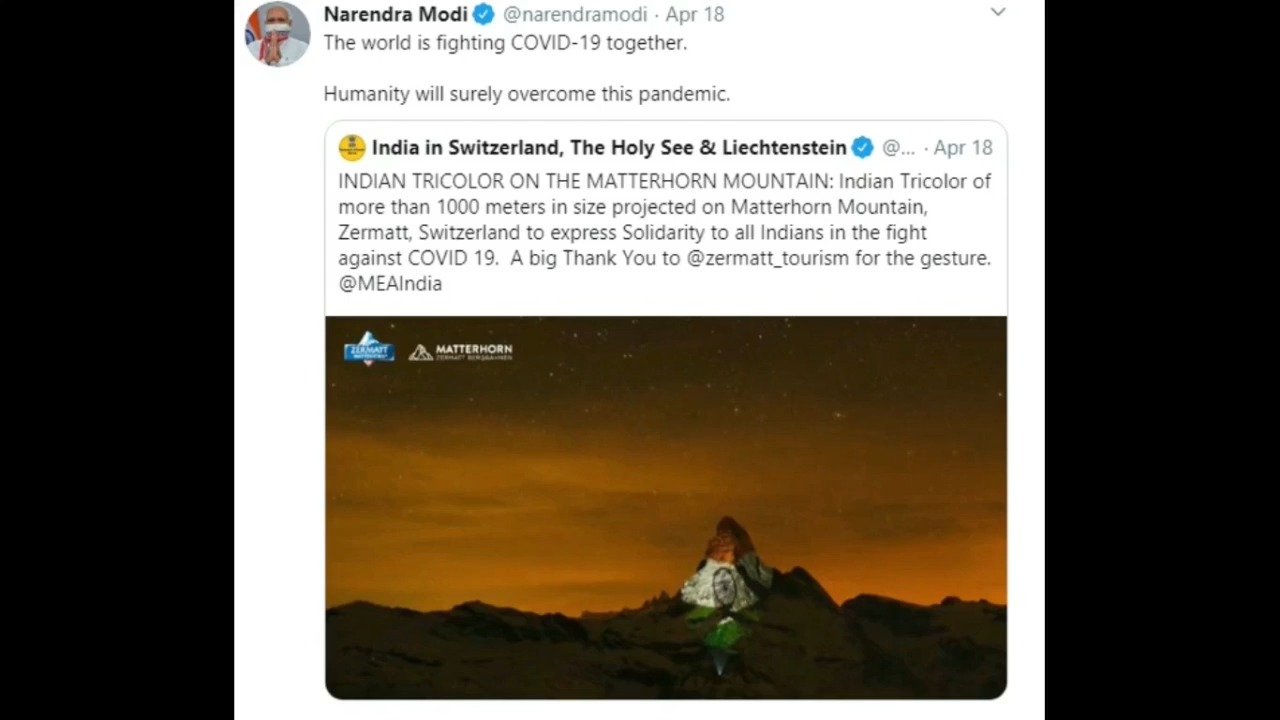 Narendra Modi @narendramodi · Apr 18
The world is fighting COVID-19 together.
Humanity will surely overcome this pandemic.
India in Switzerland, The Holy See & Liechtenstein @... · Apr 18
INDIAN TRICOLOR ON THE MATTERHORN MOUNTAIN: Indian Tricolor of
more than 1000 meters in size projected on Matterhorn Mountain,
Zermatt, Switzerland to express Solidarity to all Indians in the fight
against COVID 19. A big Thank You to @zermatt_tourism for the gesture.
@MEAIndia
ZERMATT
MATTERHORN
ZERMATT BERGBAHNEN